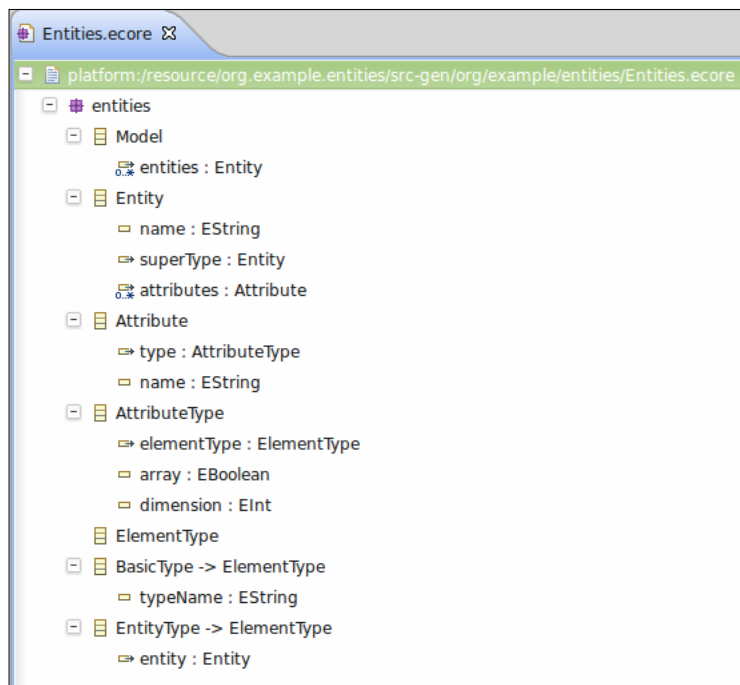 Entities.ecore
platform:/resource/org.example.entities/src-gen/org/example/entities/Entities.ecore
entities
Model
0..* entities : Entity
Entity
name : EString
superType : Entity
0..* attributes : Attribute
Attribute
type : AttributeType
name : EString
AttributeType
elementType : ElementType
array : EBoolean
dimension : EInt
ElementType
BasicType -> ElementType
typeName : EString
EntityType -> ElementType
entity : Entity